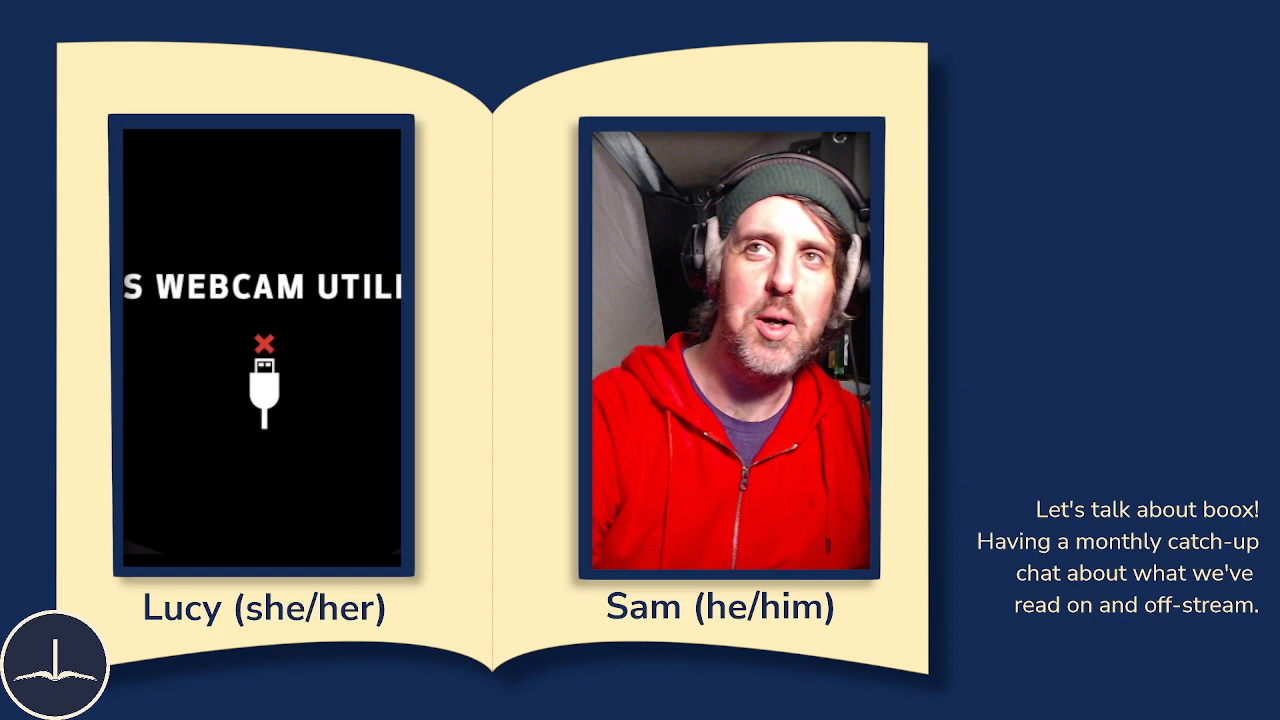 S WEBCAM UTILI
Lucy (she/her)
Sam (he/him)
Let's talk about boox!
Having a monthly catch-up
chat about what we've
read on and off-stream.